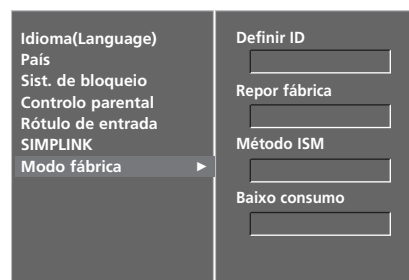 Idioma(Language)
País
Sist. de bloqueio
Controlo parental
Rótulo de entrada
SIMPLINK
Modo fábrica ►
Definir ID
Repor fábrica
Método ISM
Baixo consumo